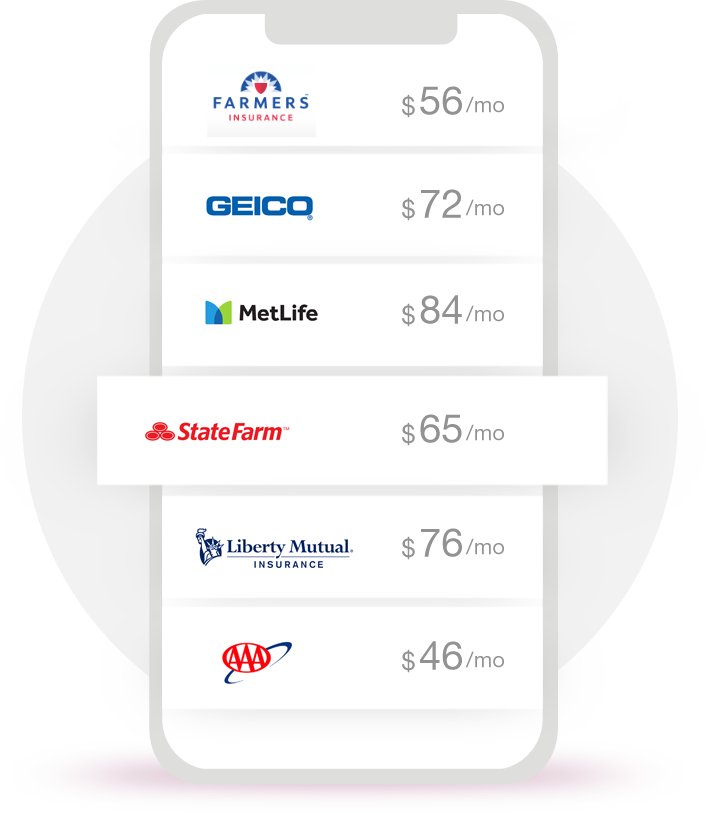 FARMERS
INSURANCE
$56/mo
GEICO®
$72/mo
MetLife
$84/mo
StateFarm™
$65/mo
Liberty Mutual®
INSURANCE
$76/mo
AAA
$46/mo